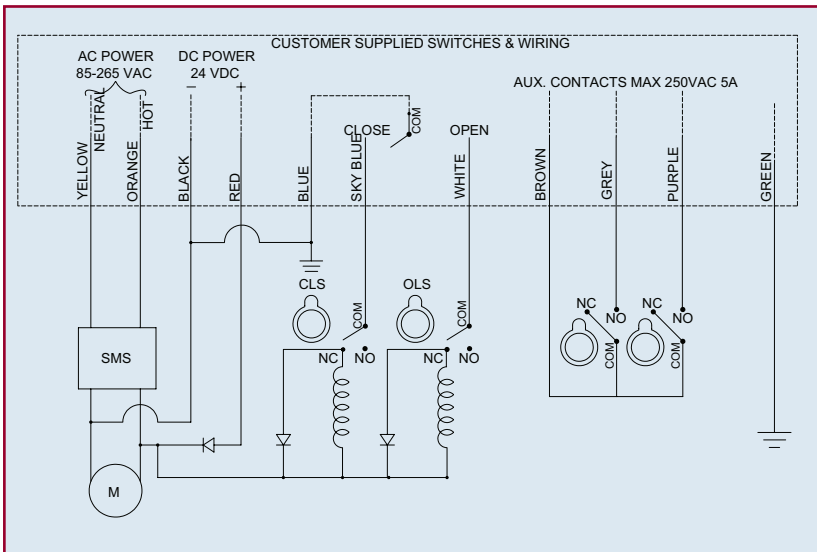 CUSTOMER SUPPLIED SWITCHES & WIRING
AC POWER
85-265 VAC
DC POWER
24 VDC
− +
AUX. CONTACTS MAX 250VAC 5A
NEUTRAL
HOT
COM
CLOSE
OPEN
YELLOW
ORANGE
BLACK
RED
BLUE
SKY BLUE
WHITE
BROWN
GREY
PURPLE
GREEN
CLS
OLS
COM
COM
NC
NO
NC
NO
NC
NO
COM
NC
NO
COM
SMS
M